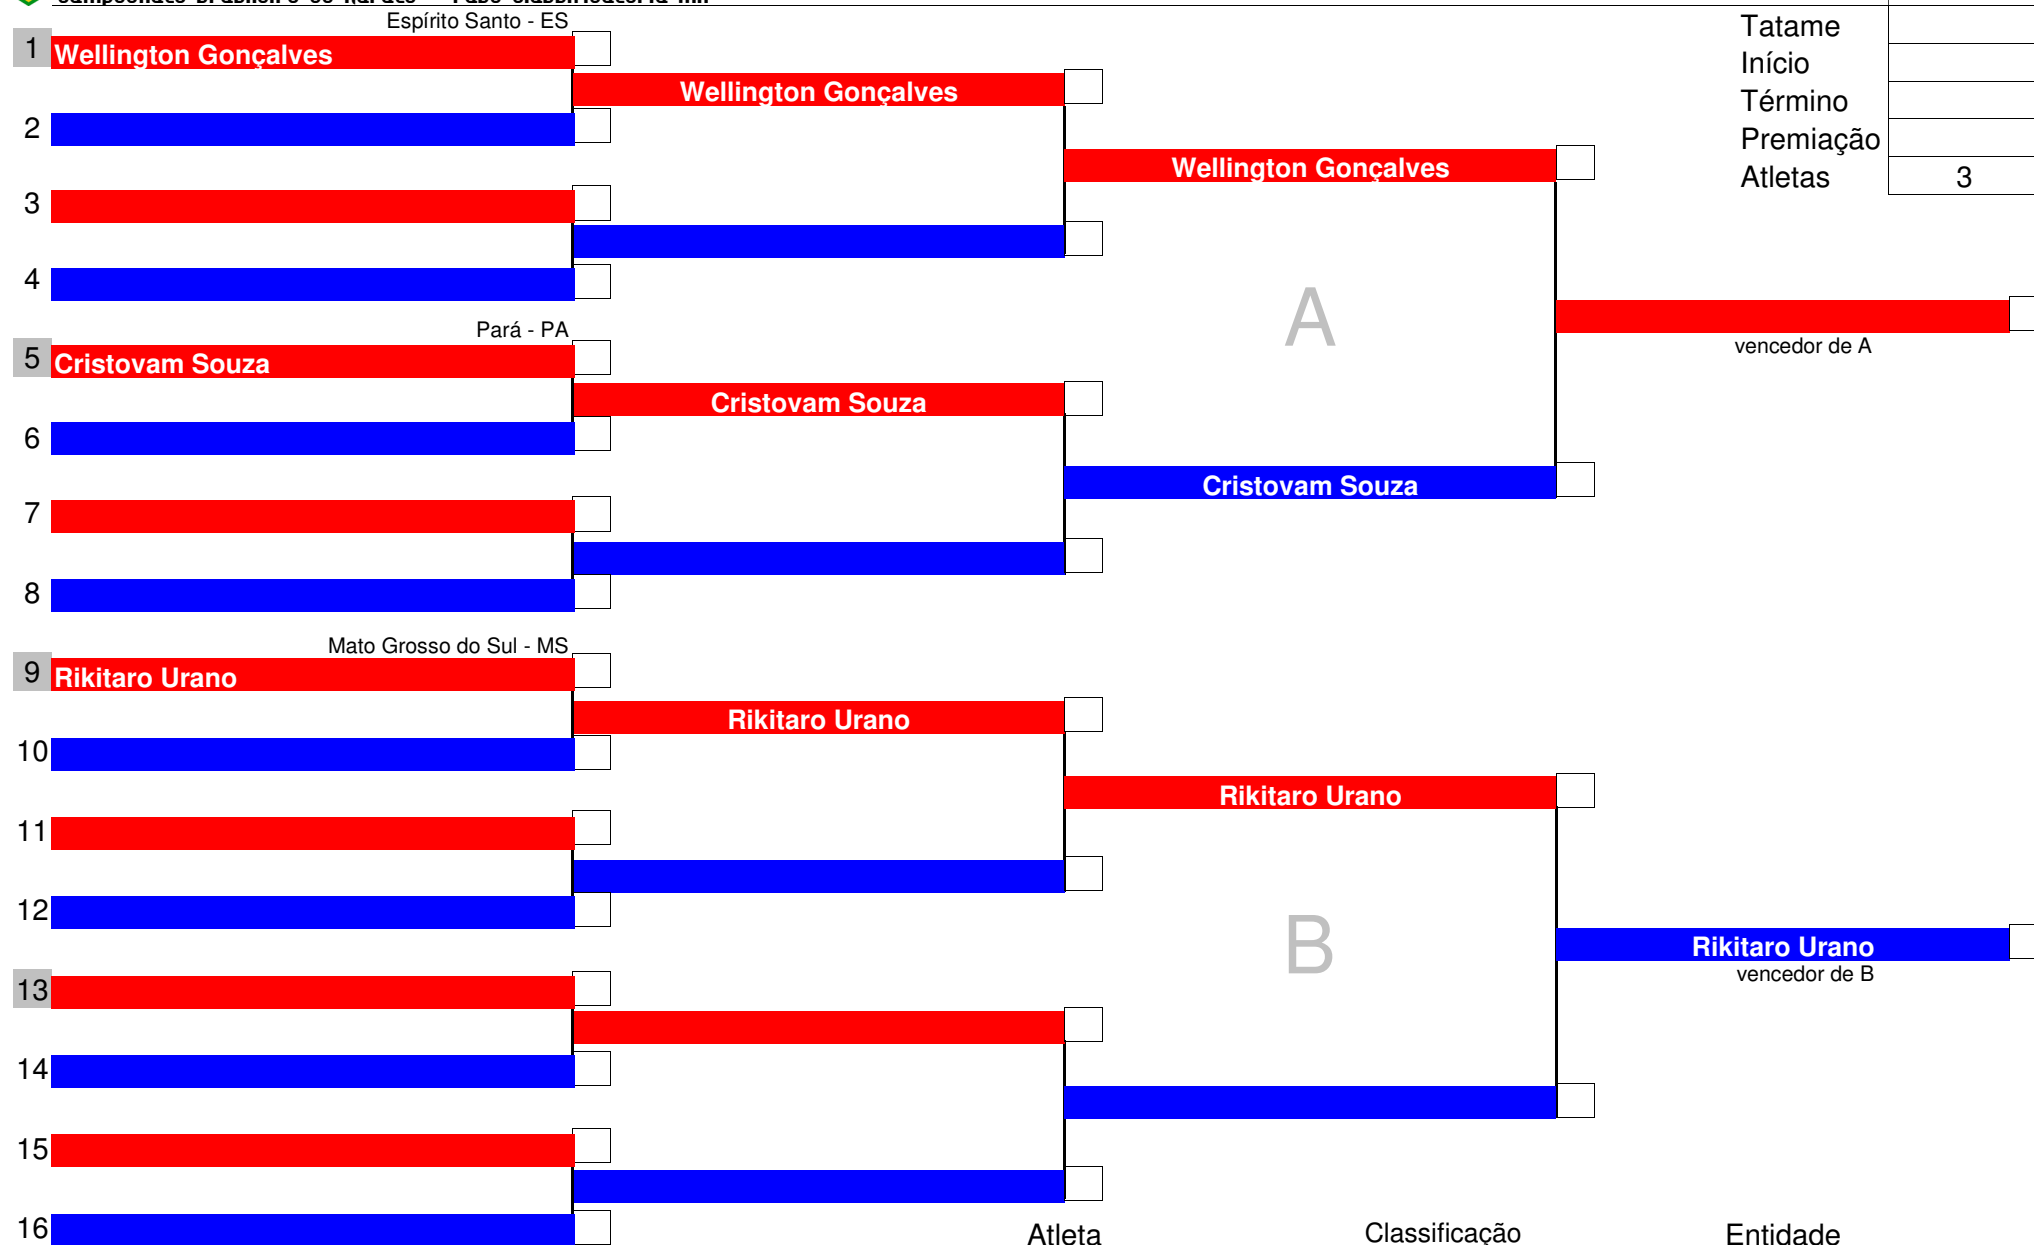 Espírito Santo - ES
1 Wellington Gonçalves
Wellington Gonçalves
2
Wellington Gonçalves
3
4
Tatame
Início
Término
Premiação
Atletas 3
A
vencedor de A
Pará - PA
5 Cristovam Souza
Cristovam Souza
6
Cristovam Souza
7
8
Mato Grosso do Sul - MS
9 Rikitaro Urano
Rikitaro Urano
10
Rikitaro Urano
11
12
B
Rikitaro Urano
vencedor de B
13
14
15
16
Atleta Classificação Entidade